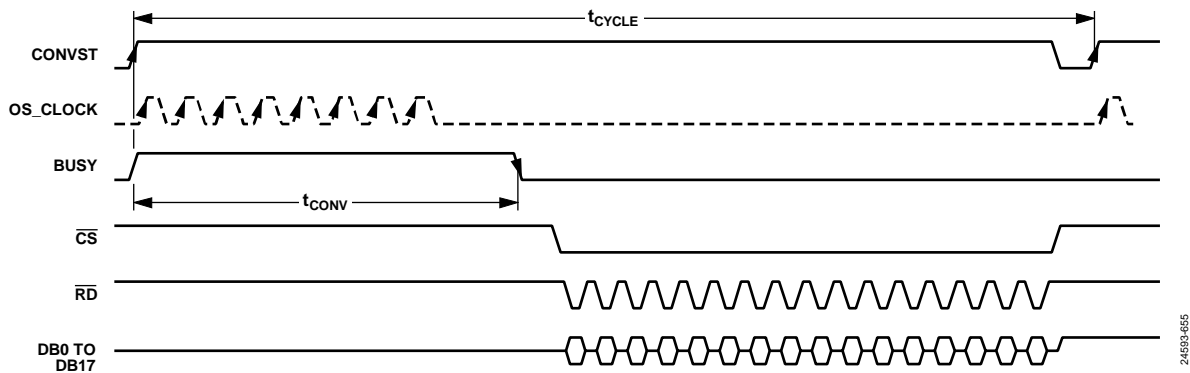 tCYCLE
CONVST
OS_CLOCK
BUSY
tCONV
CS
RD
DB0 TO
DB17
24593-655